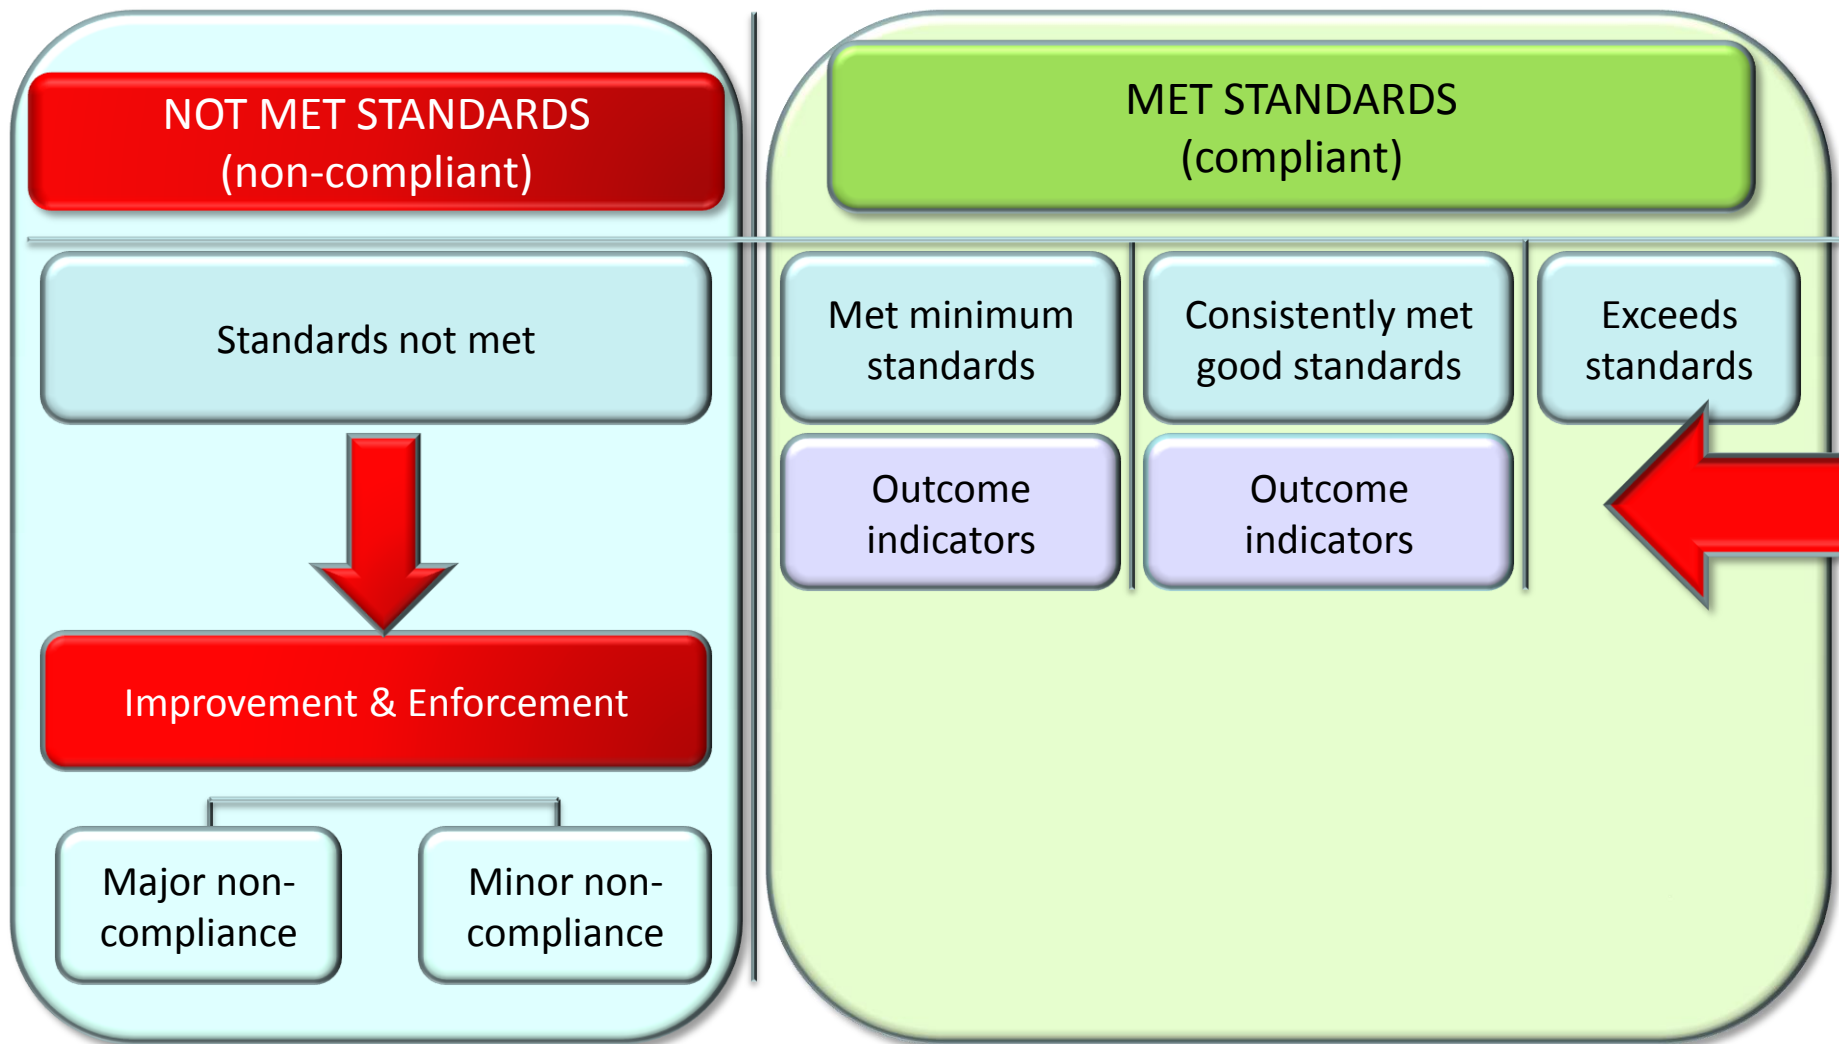 NOT MET STANDARDS
(non-compliant)
MET STANDARDS
(compliant)
Standards not met
Met minimum
standards
Consistently met
good standards
Exceeds
standards
Outcome
indicators
Outcome
indicators
Improvement & Enforcement
Major non-
compliance
Minor non-
compliance